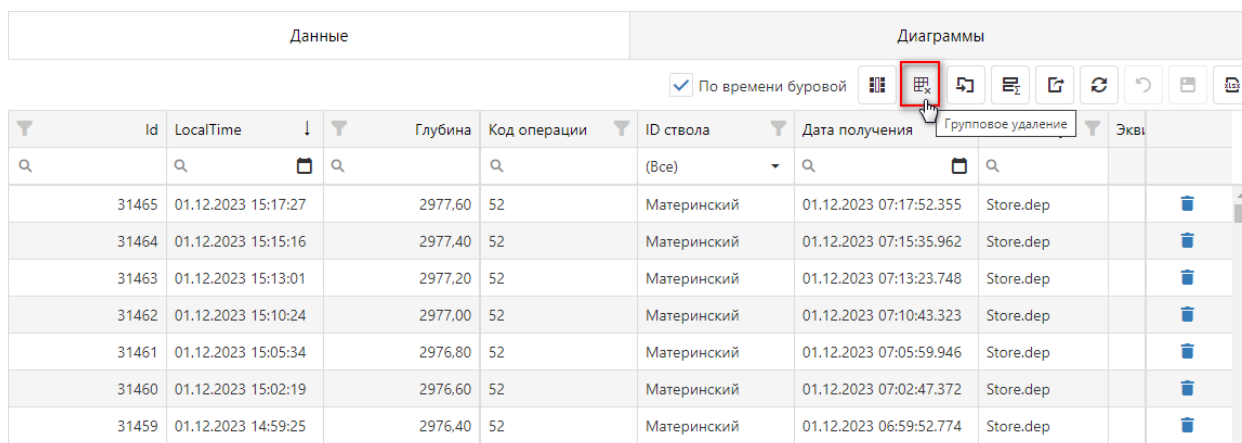 Данные Диаграммы
По времени буровой
Групповое удаление
Id LocalTime Глубина Код операции ID ствола Дата получения
(Все)
31465 01.12.2023 15:17:27 2977,60 52 Материнский 01.12.2023 07:17:52.355 Store.dep
31464 01.12.2023 15:15:16 2977,40 52 Материнский 01.12.2023 07:15:35.962 Store.dep
31463 01.12.2023 15:13:01 2977,20 52 Материнский 01.12.2023 07:13:23.748 Store.dep
31462 01.12.2023 15:10:24 2977,00 52 Материнский 01.12.2023 07:10:43.323 Store.dep
31461 01.12.2023 15:05:34 2976,80 52 Материнский 01.12.2023 07:05:59.946 Store.dep
31460 01.12.2023 15:02:19 2976,60 52 Материнский 01.12.2023 07:02:47.372 Store.dep
31459 01.12.2023 14:59:25 2976,40 52 Материнский 01.12.2023 06:59:52.774 Store.dep